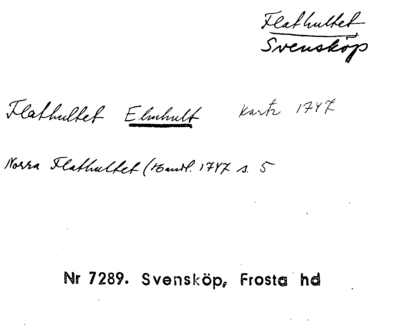 Flathultet
Svensköp
Flathultet Elmhult Karta 1747
Norra Flathultet (Handl. 1747 s. 5
Nr 7289. Svensköp, Frosta hd